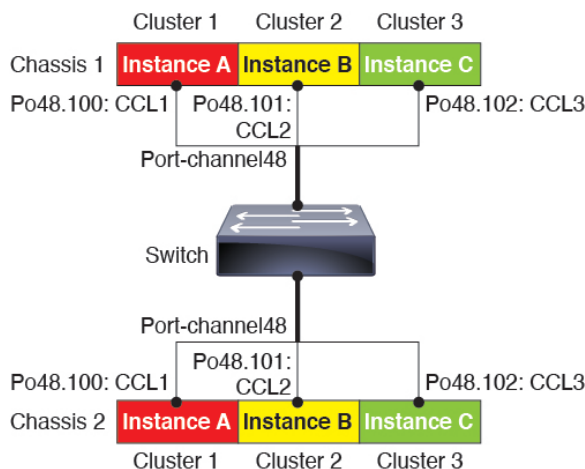 Cluster 1 Cluster 2 Cluster 3
Chassis 1 Instance A Instance B Instance C
Po48.100: CCL1 Po48.101: Po48.102: CCL3
CCL2
Port-channel48
Switch
Port-channel48
Po48.100: CCL1 Po48.101: Po48.102: CCL3
CCL2
Chassis 2 Instance A Instance B Instance C
Cluster 1 Cluster 2 Cluster 3